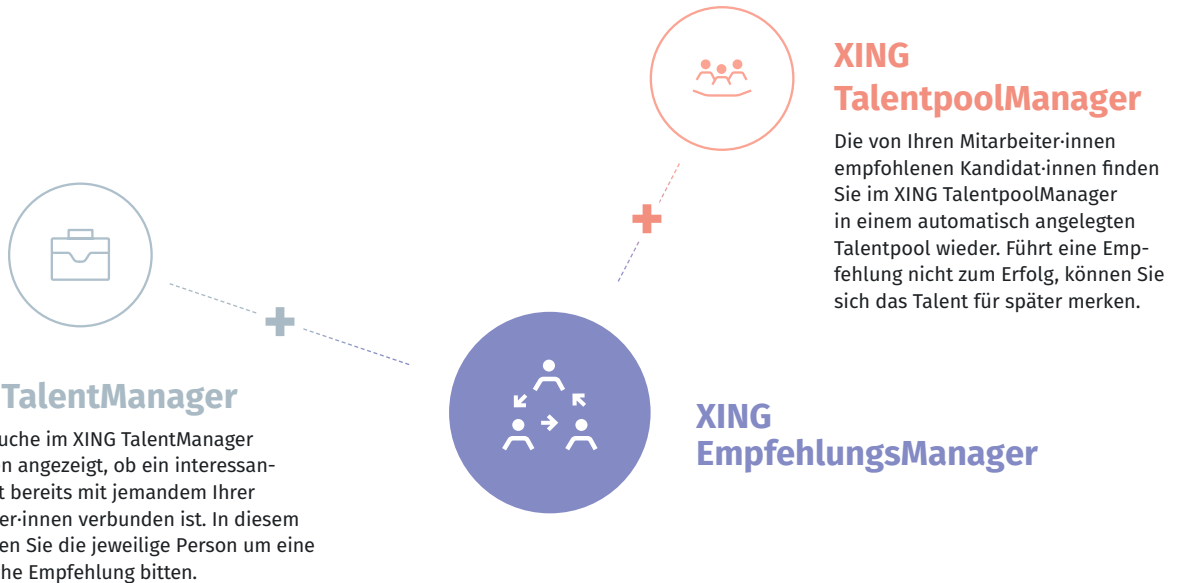 XING
TalentpoolManager
Die von Ihren Mitarbeiter·innen
empfohlenen Kandidat·innen finden
Sie im XING TalentpoolManager
in einem automatisch angelegten
Talentpool wieder. Führt eine Emp-
fehlung nicht zum Erfolg, können Sie
sich das Talent für später merken.
TalentManager
uche im XING TalentManager
en angezeigt, ob ein interessan-
t bereits mit jemandem Ihrer
er·innen verbunden ist. In diesem
en Sie die jeweilige Person um eine
che Empfehlung bitten.
XING
EmpfehlungsManager